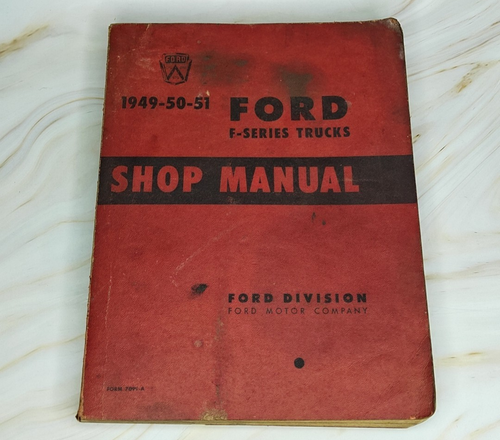 FORD
1949-50-51 FORD
F-SERIES TRUCKS
SHOP MANUAL
FORD DIVISION
FORD MOTOR COMPANY